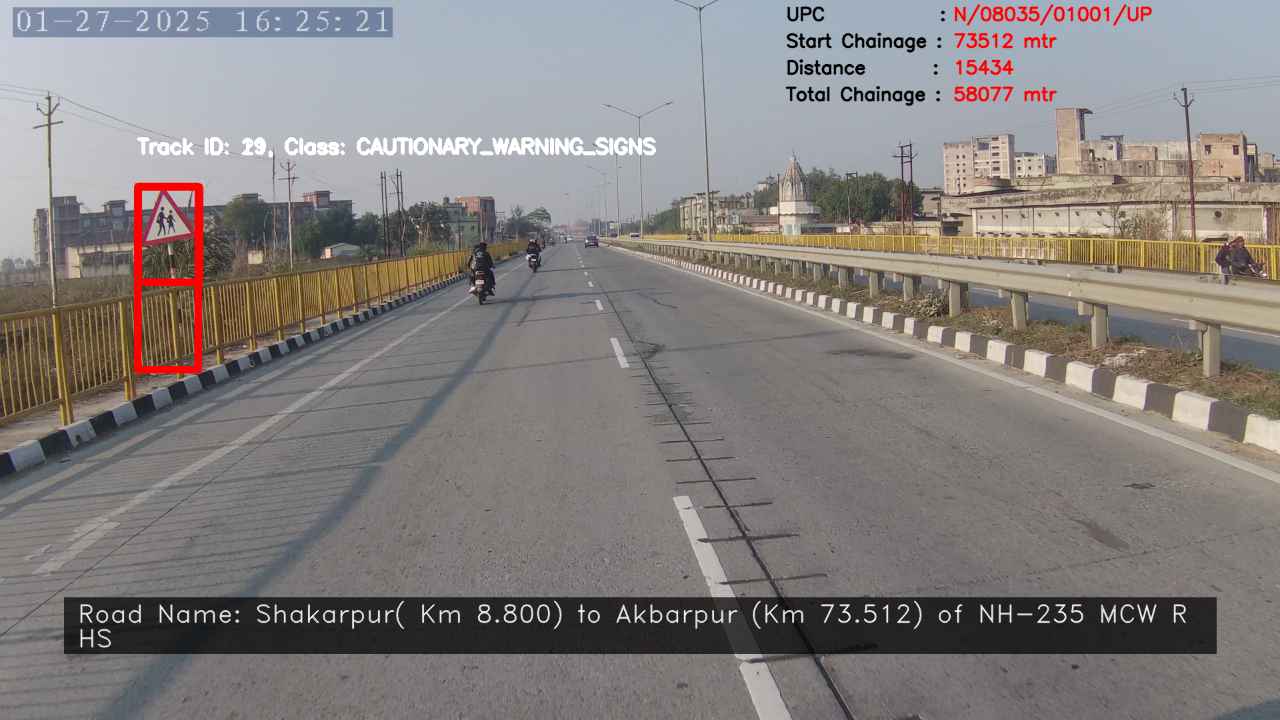 01-27-2025 16:25:21
UPC : N/08035/01001/UP
Start Chainage : 73512 mtr
Distance : 15434
Total Chainage : 58077 mtr
Track ID: 29, Class: CAUTIONARY_WARNING_SIGNS
Road Name: Shakarpur( Km 8.800) to Akbarpur (Km 73.512) of NH-235 MCW R
HS